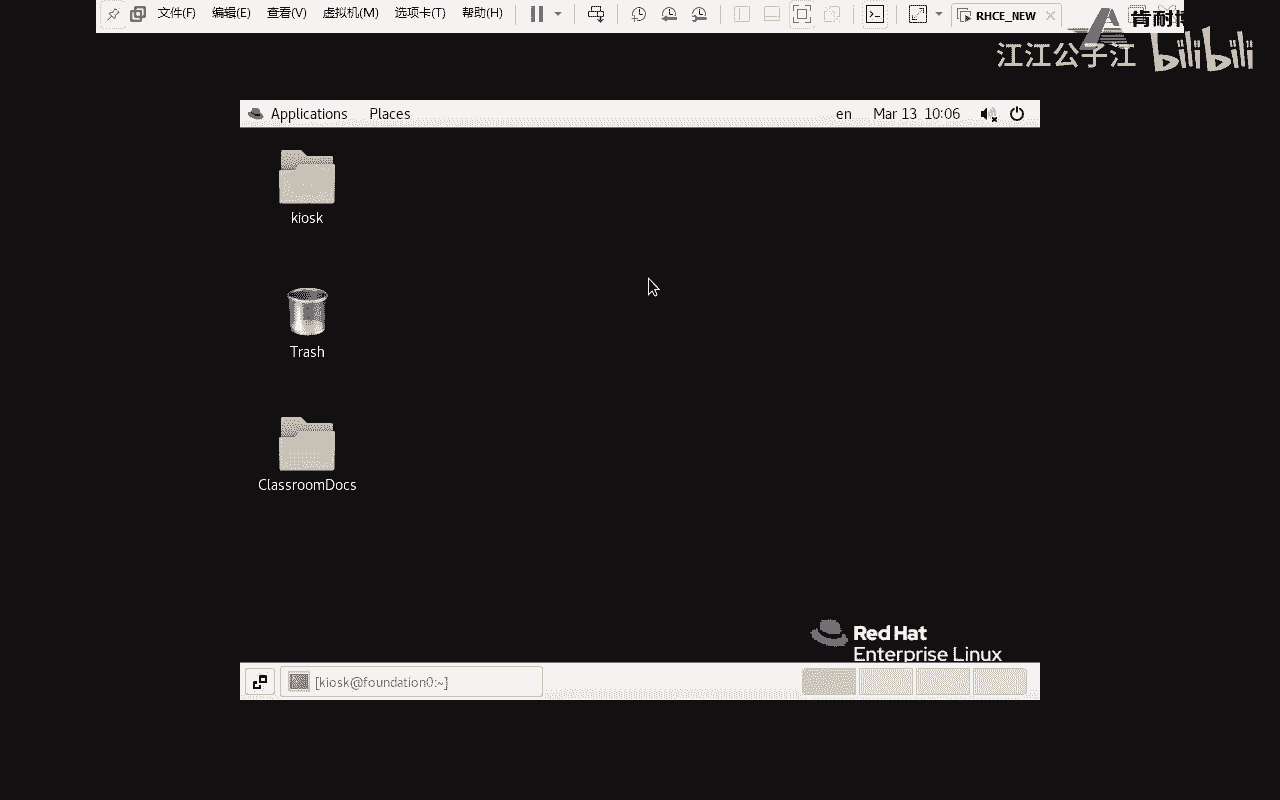 文件(F) 编辑(E) 查看(V) 虚拟机(M) 选项卡(T) 帮助(H) RHCE_NEW
肯耐
江江公子江 bilibili
Applications Places en Mar 13 10:06
kiosk
Trash
ClassroomDocs
Red Hat
Enterprise Linux
[kiosk@foundation0:~]